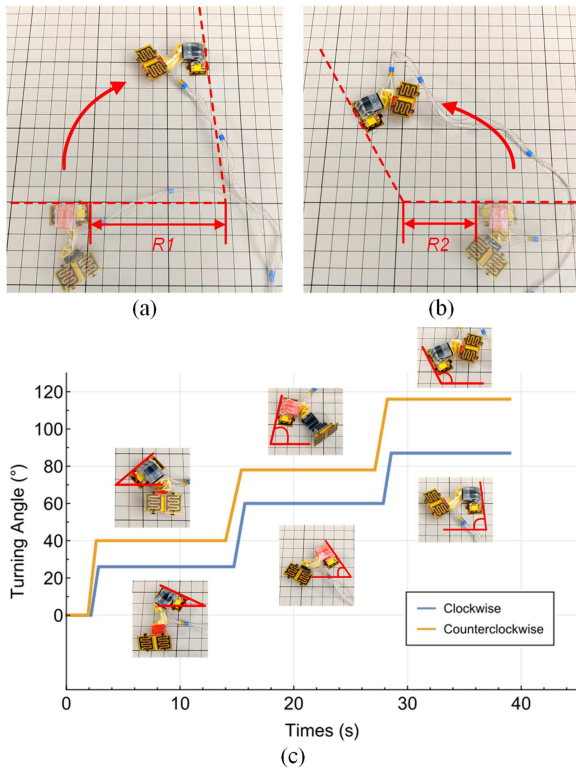 R1
R2
(a)
(b)
Turning Angle (°)
120
100
80
60
40
20
0
Clockwise
Counterclockwise
0
10
20
30
40
Times (s)
(c)